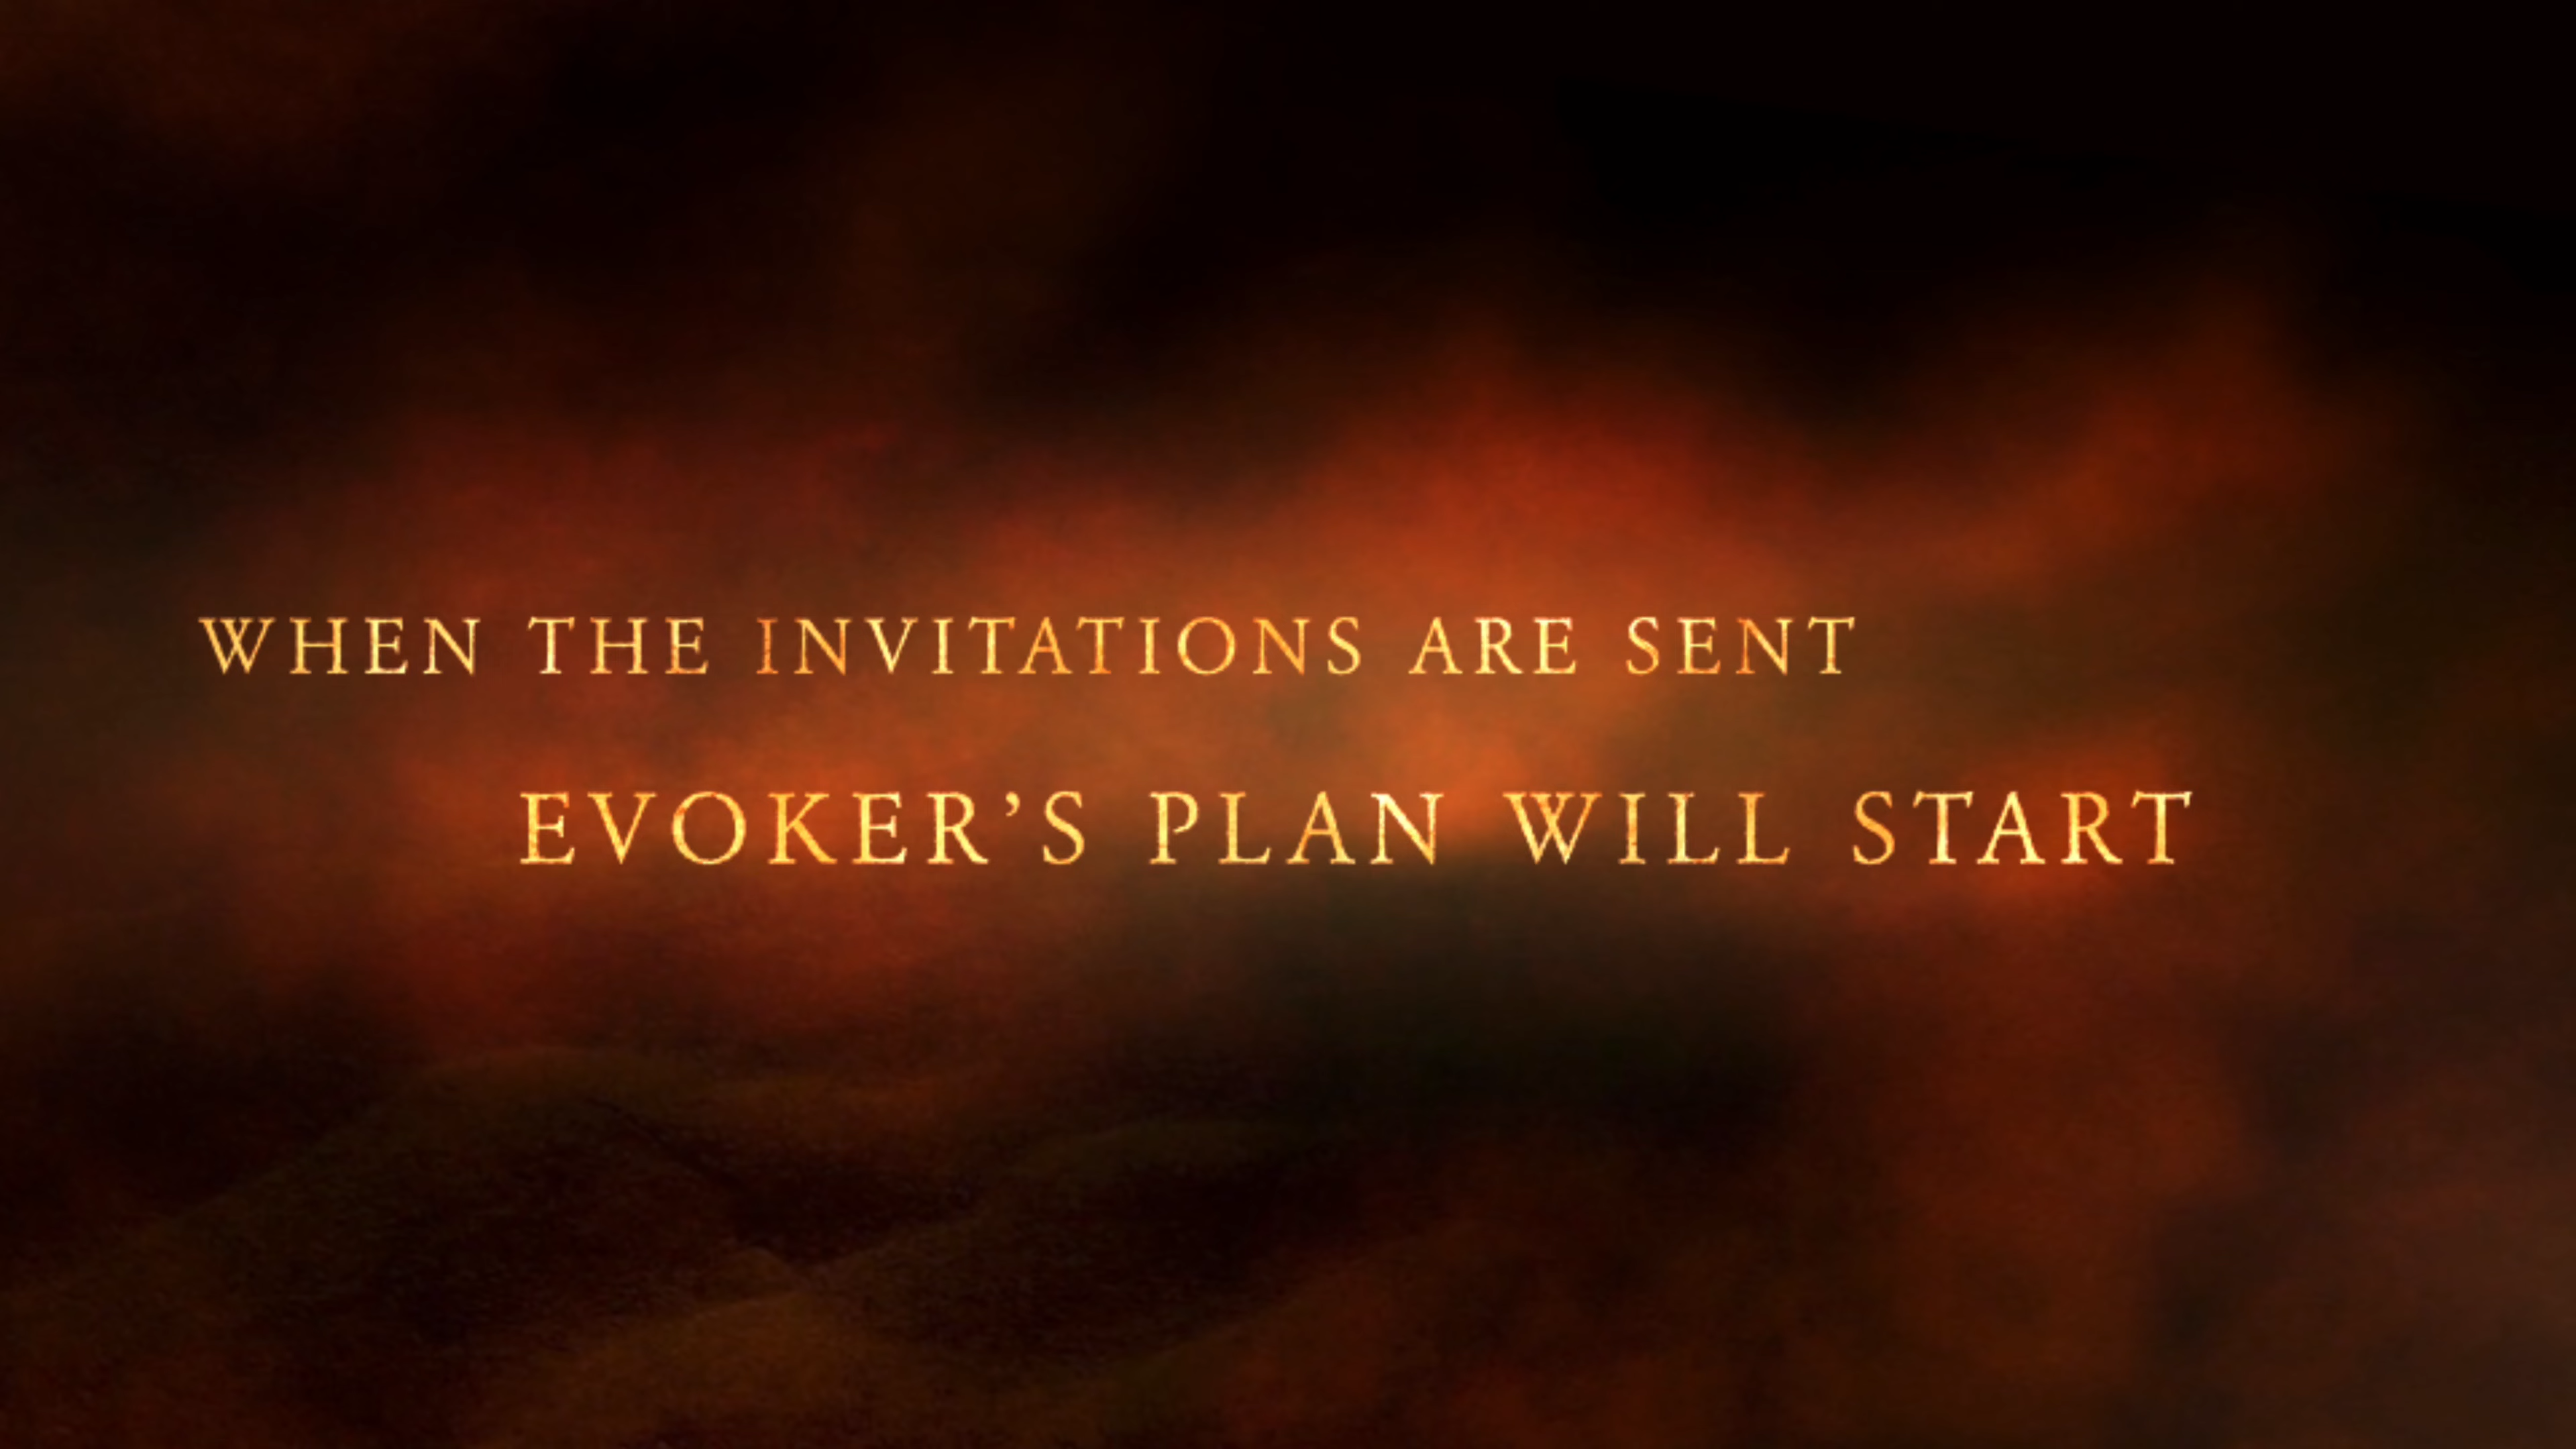 WHEN THE INVITATIONS ARE SENT
EVOKER’S PLAN WILL START